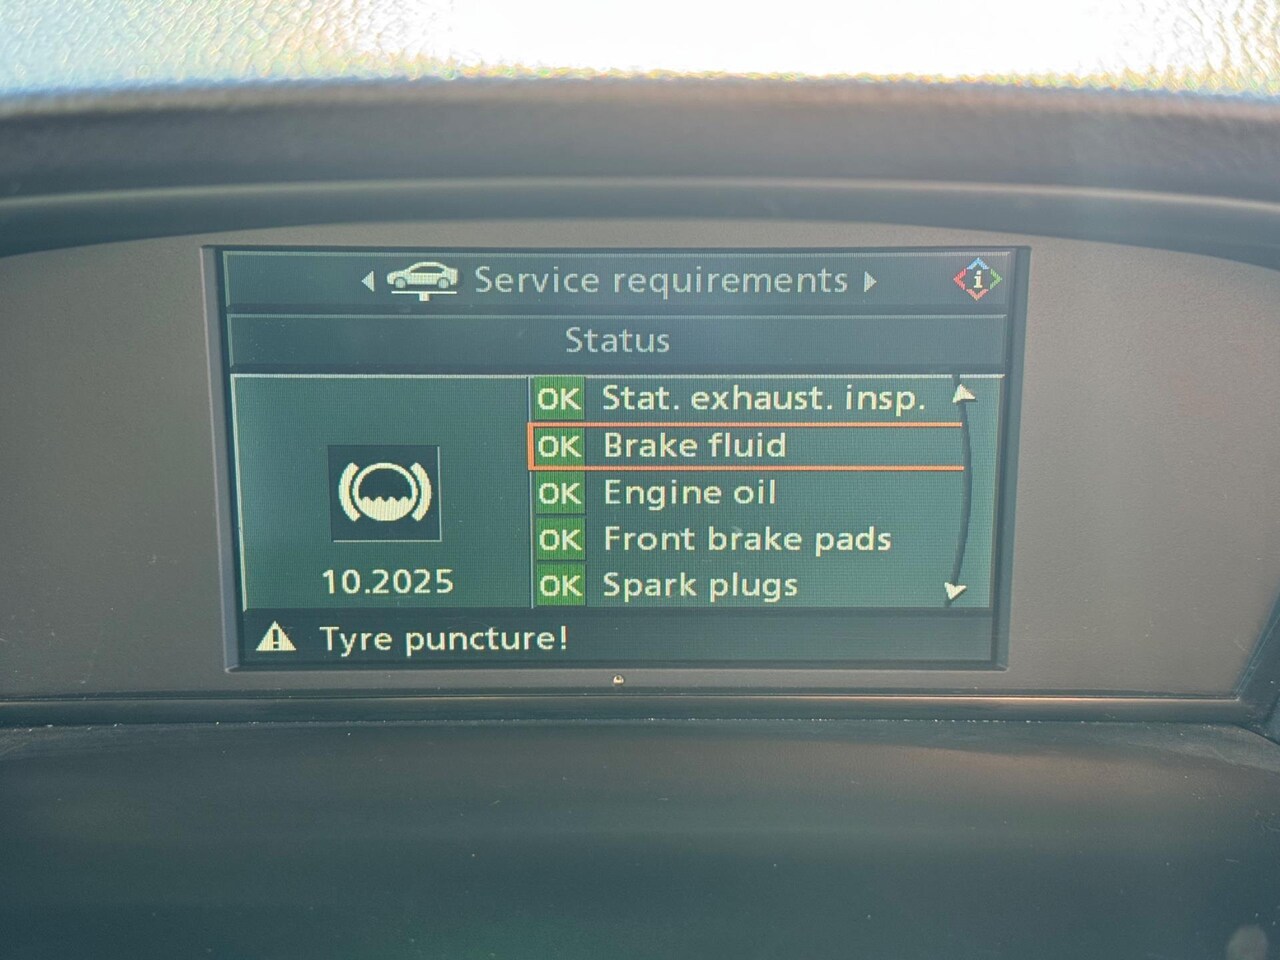 Service requirements
Status
OK Stat. exhaust. insp.
OK Brake fluid
OK Engine oil
OK Front brake pads
OK Spark plugs
10.2025
Tyre puncture!